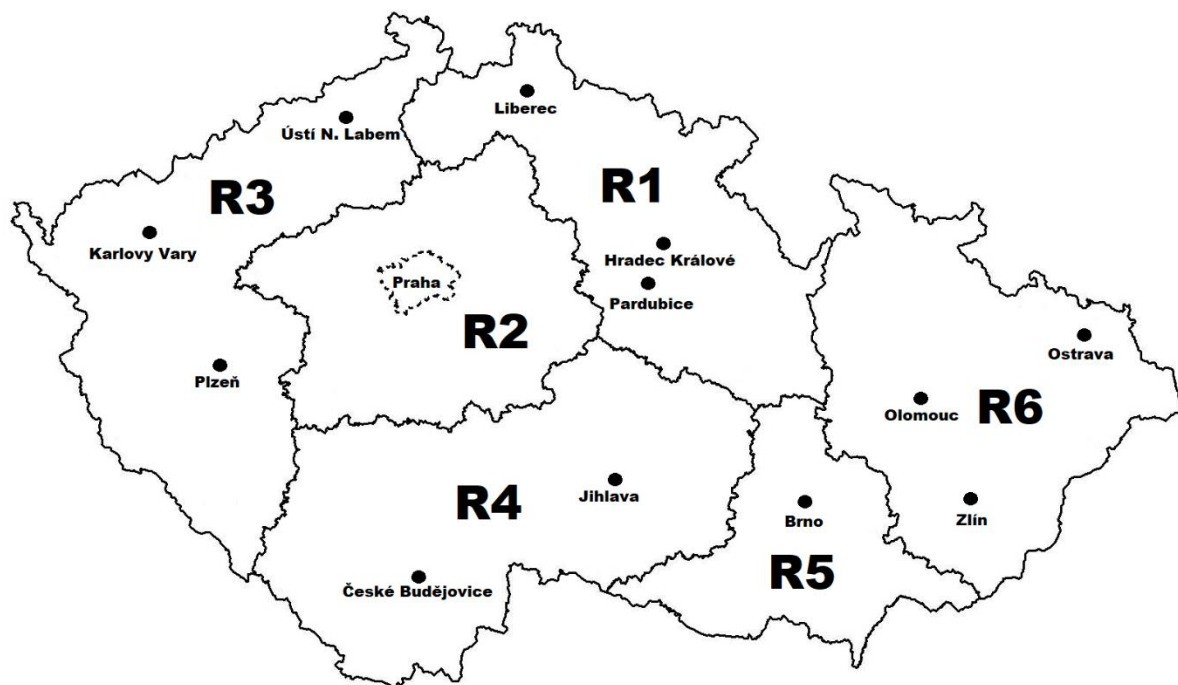 Liberec
Ústí N. Labem
R3
R1
Karlovy Vary
Hradec Králové
Praha
Pardubice
R2
Ostrava
Plzeň
Olomouc
R6
R4
Jihlava
Brno
Zlín
R5
České Budějovice